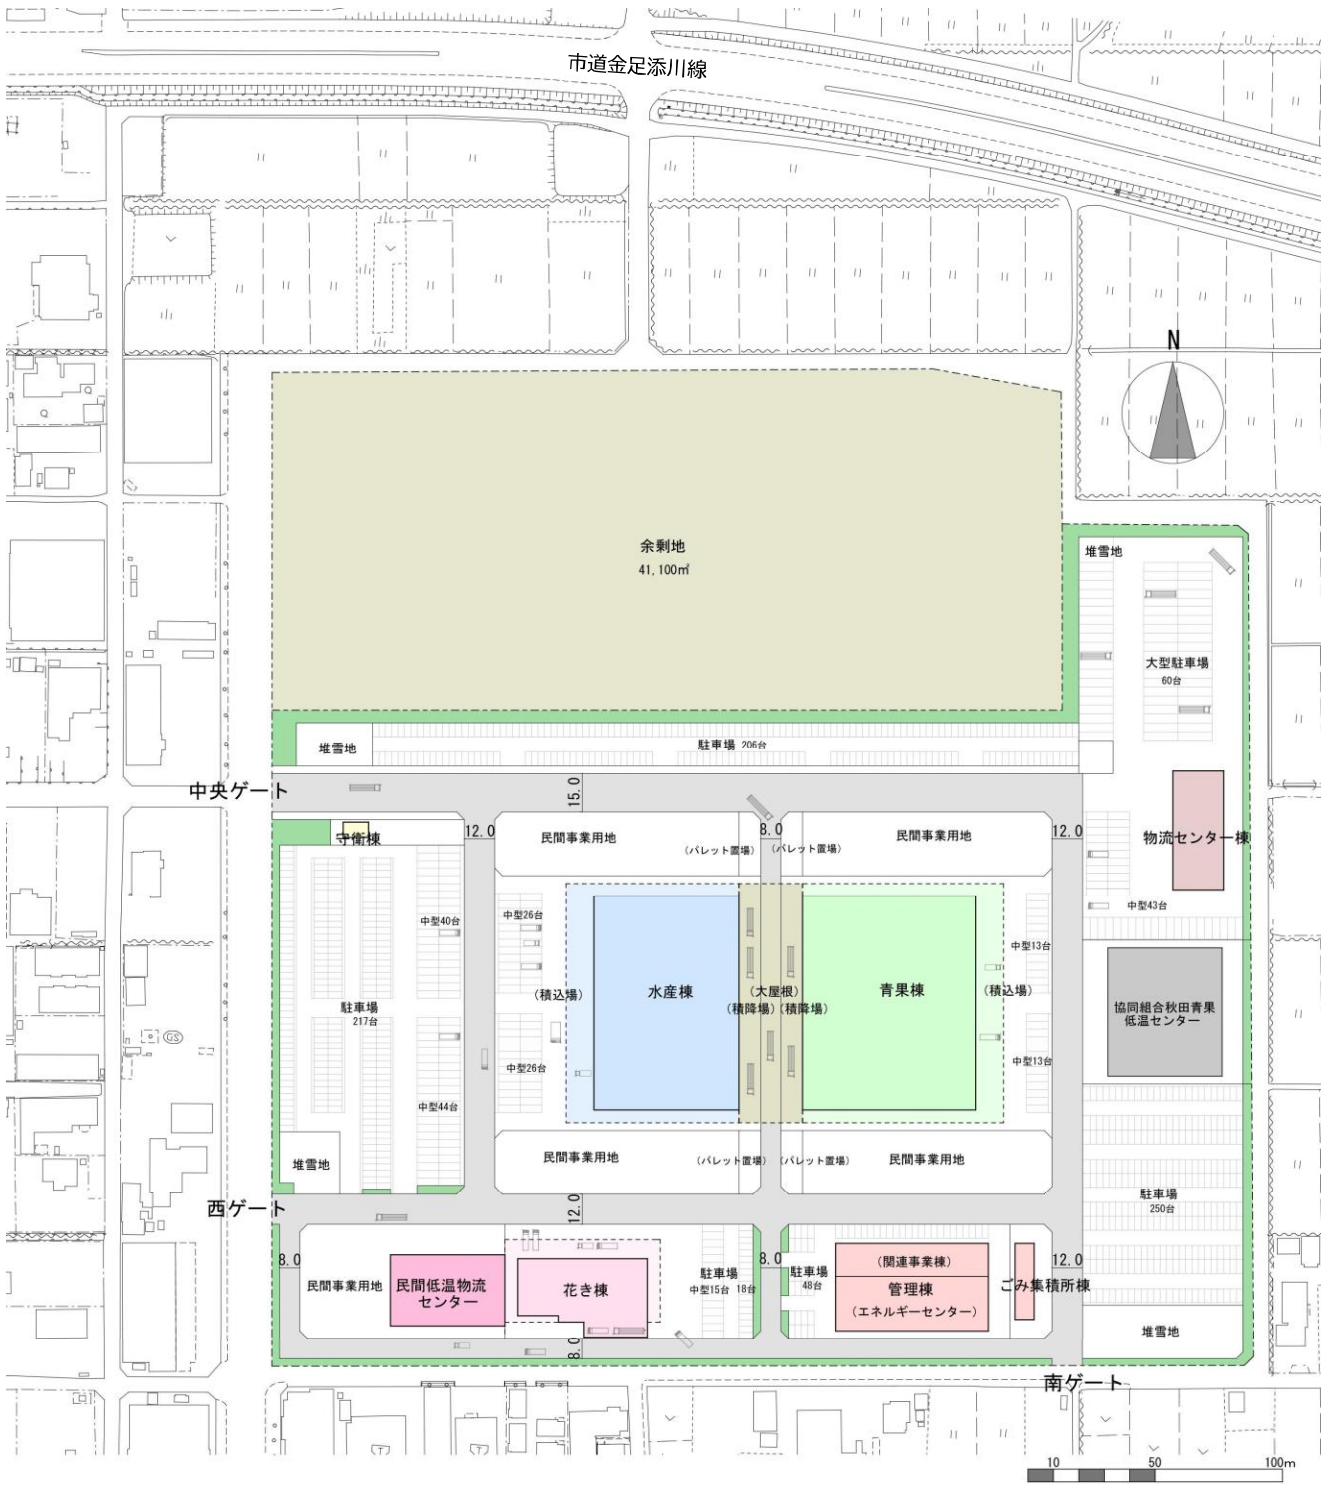 市道金足添川線
N
余剰地
41,100㎡
堆雪地
大型駐車場
60台
堆雪地
駐車場 206台
中央ゲート
15.0
守衛棟
12.0
民間事業用地
（パレット置場）
8.0
（パレット置場）
民間事業用地
12.0
物流センター棟
中型40台
中型26台
中型43台
中型13台
駐車場
217台
（積込場）
水産棟
（大屋根）
（積降場）
（積降場）
青果棟
（積込場）
協同組合秋田青果
低温センター
中型26台
中型13台
中型44台
堆雪地
民間事業用地
（パレット置場）
（パレット置場）
民間事業用地
駐車場
250台
西ゲート
12.0
8.0
民間事業用地
民間低温物流
センター
花き棟
駐車場
中型15台 18台
8.0
駐車場
48台
（関連事業棟）
管理棟
（エネルギーセンター）
12.0
ごみ集積所棟
堆雪地
8.0
南ゲート
GS
10 50 100m